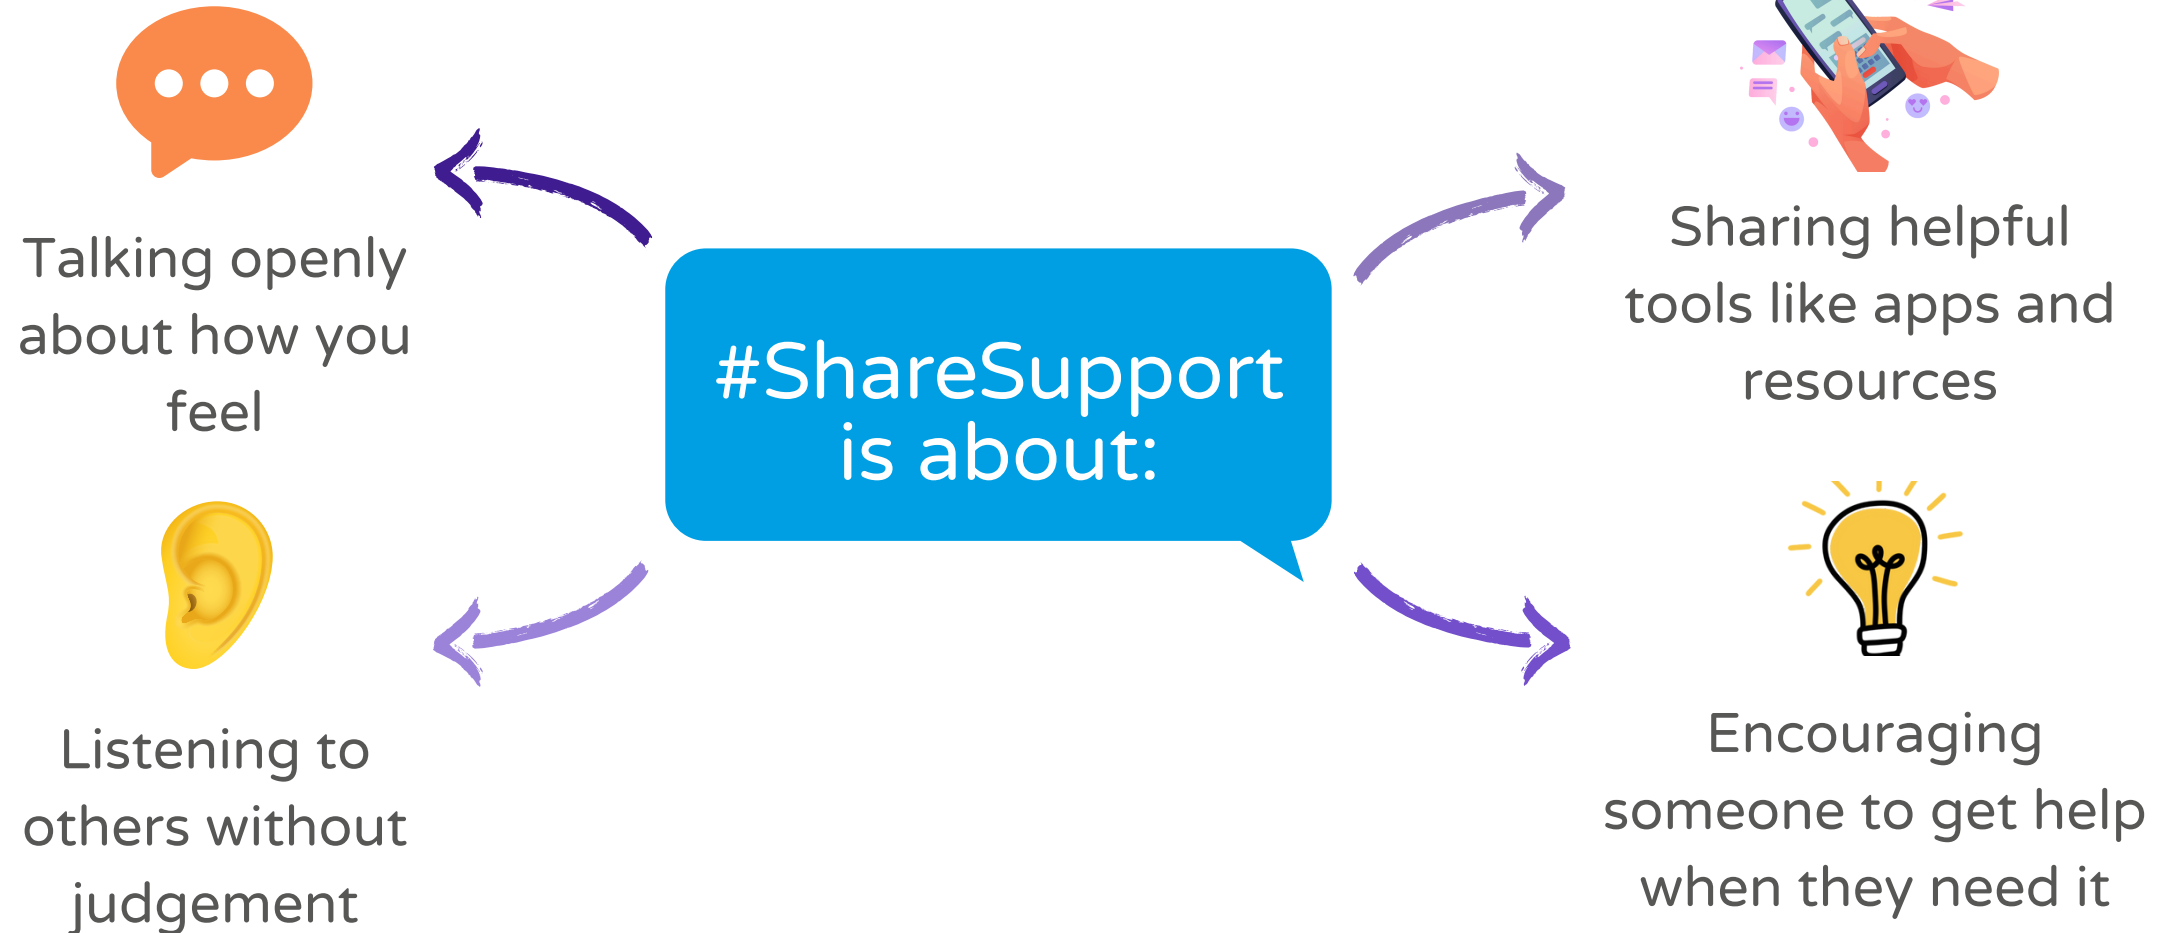 Talking openly
about how you
feel
Sharing helpful
tools like apps and
resources
#ShareSupport
is about:
Listening to
others without
judgement
Encouraging
someone to get help
when they need it